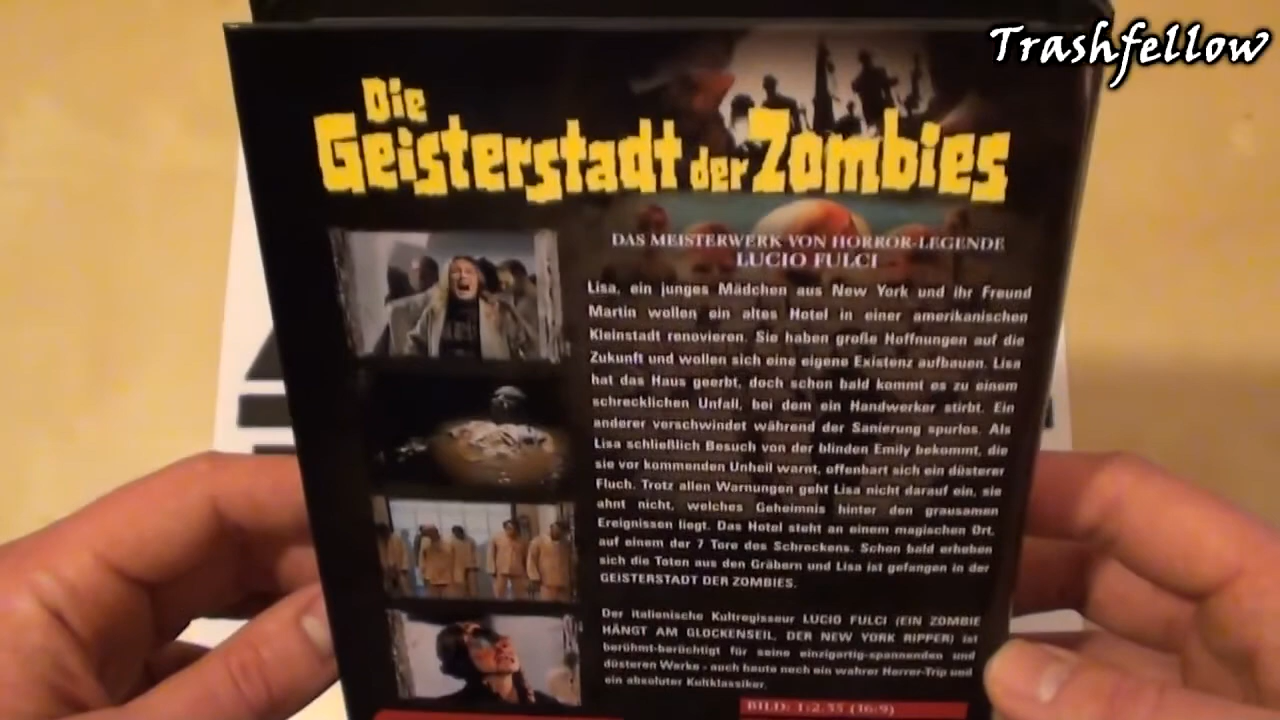 Trashfellow
Die
Geisterstadt der Zombies
DAS MEISTERWERK VON HORROR-LEGENDE
LUCIO FULCI
Lisa, ein junges Mädchen aus New York und ihr Freund
Martin wollen ein altes Hotel in einer amerikanischen
Kleinstadt renovieren. Sie haben große Hoffnungen auf die
Zukunft und wollen sich eine eigene Existenz aufbauen. Lisa
hat das Haus geerbt, doch schon bald kommt es zu einem
schrecklichen Unfall, bei dem ein Handwerker stirbt. Ein
anderer verschwindet während der Sanierung spurlos. Als
Lisa schließlich Besuch von der blinden Emily bekommt, die
sie vor kommenden Unheil warnt, offenbart sich ein düsterer
Fluch. Trotz allen Warnungen geht Lisa nicht darauf ein, sie
ahnt nicht, welches Geheimnis hinter den grausamen
Ereignissen liegt. Das Hotel steht an einem magischen Ort,
auf einem der 7 Tore des Schreckens. Schon bald erheben
sich die Toten aus den Gräbern und Lisa ist gefangen in der
GEISTERSTADT DER ZOMBIES.
Der italienische Kultregisseur LUCIO FULCI (EIN ZOMBIE
HÄNGT AM GLOCKENSEIL, DER NEW YORK RIPPER) ist
berühmt-berüchtigt für seine einzigartig-spannenden und
düsteren Werke - auch heute noch ein wahrer Horror-Trip und
ein absoluter Kultklassiker.
BILD: 1:2.35 (16:9)